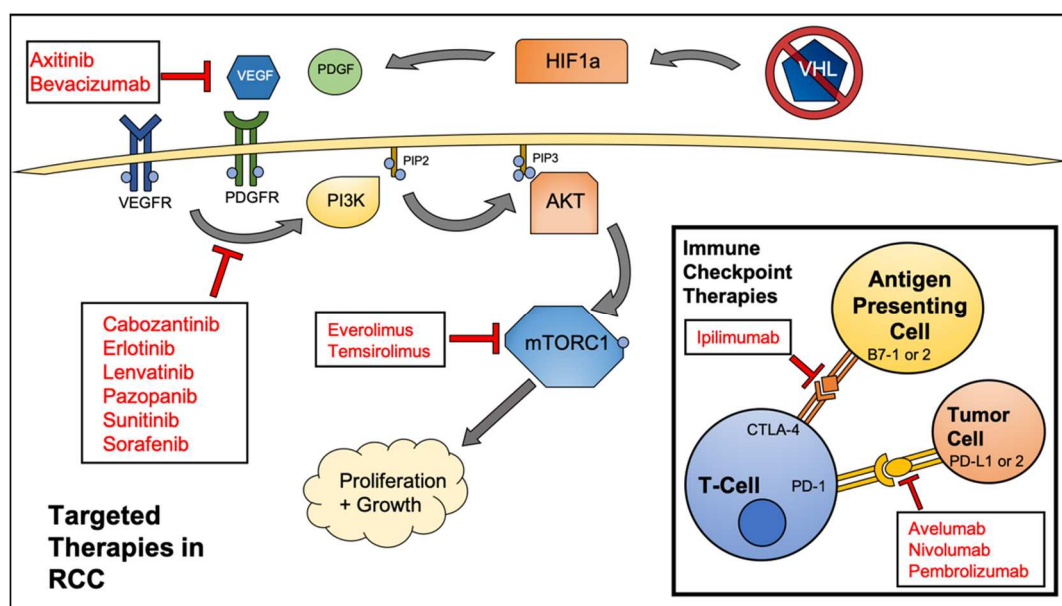 Axitinib
Bevacizumab
VEGF
PDGF
HIF1a
VHL
VEGFR
PDGFR
PI3K
PIP2
PIP3
AKT
Cabozantinib
Erlotinib
Lenvatinib
Pazopanib
Sunitinib
Sorafenib
Everolimus
Temsirolimus
mTORC1
Proliferation
+ Growth
Targeted
Therapies in
RCC
Immune
Checkpoint
Therapies
Antigen
Presenting
Cell
B7-1 or 2
Ipilimumab
CTLA-4
T-Cell
PD-1
Tumor
Cell
PD-L1 or 2
Avelumab
Nivolumab
Pembrolizumab